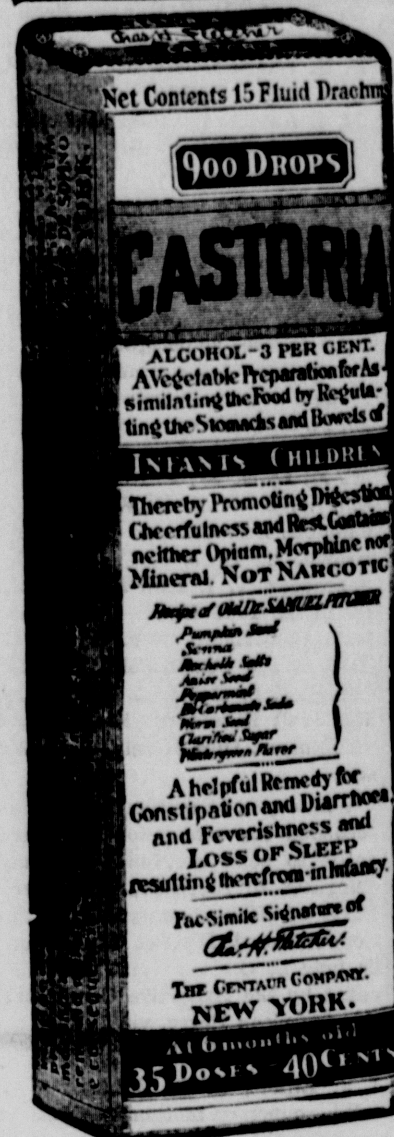 Chas H Fletcher
CASTORIA
Net Contents 15 Fluid Drachm
900 DROPS
CASTORIA
ALCOHOL-3 PER CENT.
A Vegetable Preparation for As-
similating the Food by Regula-
ting the Stomachs and Bowels of
INFANTS CHILDREN
Thereby Promoting Digestion
Cheerfulness and Rest. Contains
neither Opium, Morphine nor
Mineral. NOT NARCOTIC
Recipe of Old Dr. SAMUEL PITCHER
Pumpkin Seed
Senna
Rochelle Salts
Anise Seed
Peppermint
Bi-Carbonate Soda
Worm Seed
Clarified Sugar
Wintergreen Flavor
A helpful Remedy for
Constipation and Diarrhoea,
and Feverishness and
LOSS OF SLEEP
resulting therefrom-in Infancy.
Fac-Simile Signature of
Chas. H. Fletcher.
THE CENTAUR COMPANY.
NEW YORK.
At 6 months old
35 DOSES - 40 CENTS